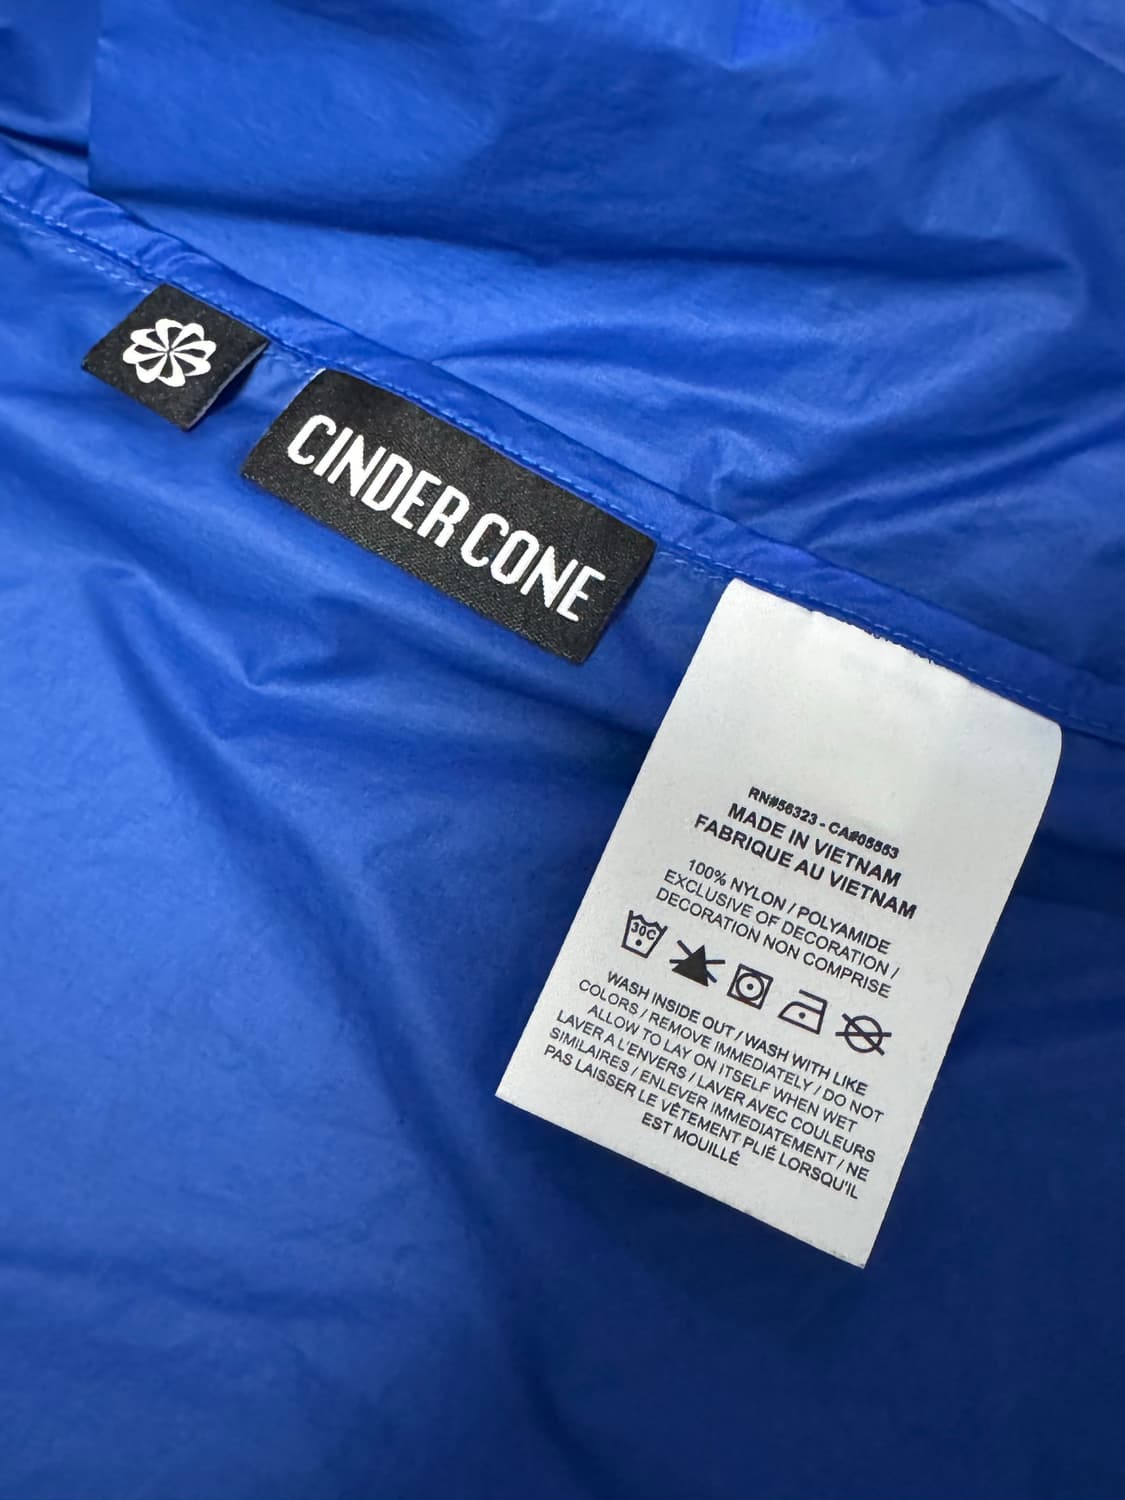 CINDER CONE
RN#56323 - CA#05553
MADE IN VIETNAM
FABRIQUE AU VIETNAM
100% NYLON / POLYAMIDE
EXCLUSIVE OF DECORATION /
DECORATION NON COMPRISE
30C
WASH INSIDE OUT / WASH WITH LIKE
COLORS / REMOVE IMMEDIATELY / DO NOT
ALLOW TO LAY ON ITSELF WHEN WET
LAVER A L'ENVERS / LAVER AVEC COULEURS
SIMILAIRES / ENLEVER IMMEDIATEMENT / NE
PAS LAISSER LE VÊTEMENT PLIÉ LORSQU'IL
EST MOUILLÉ